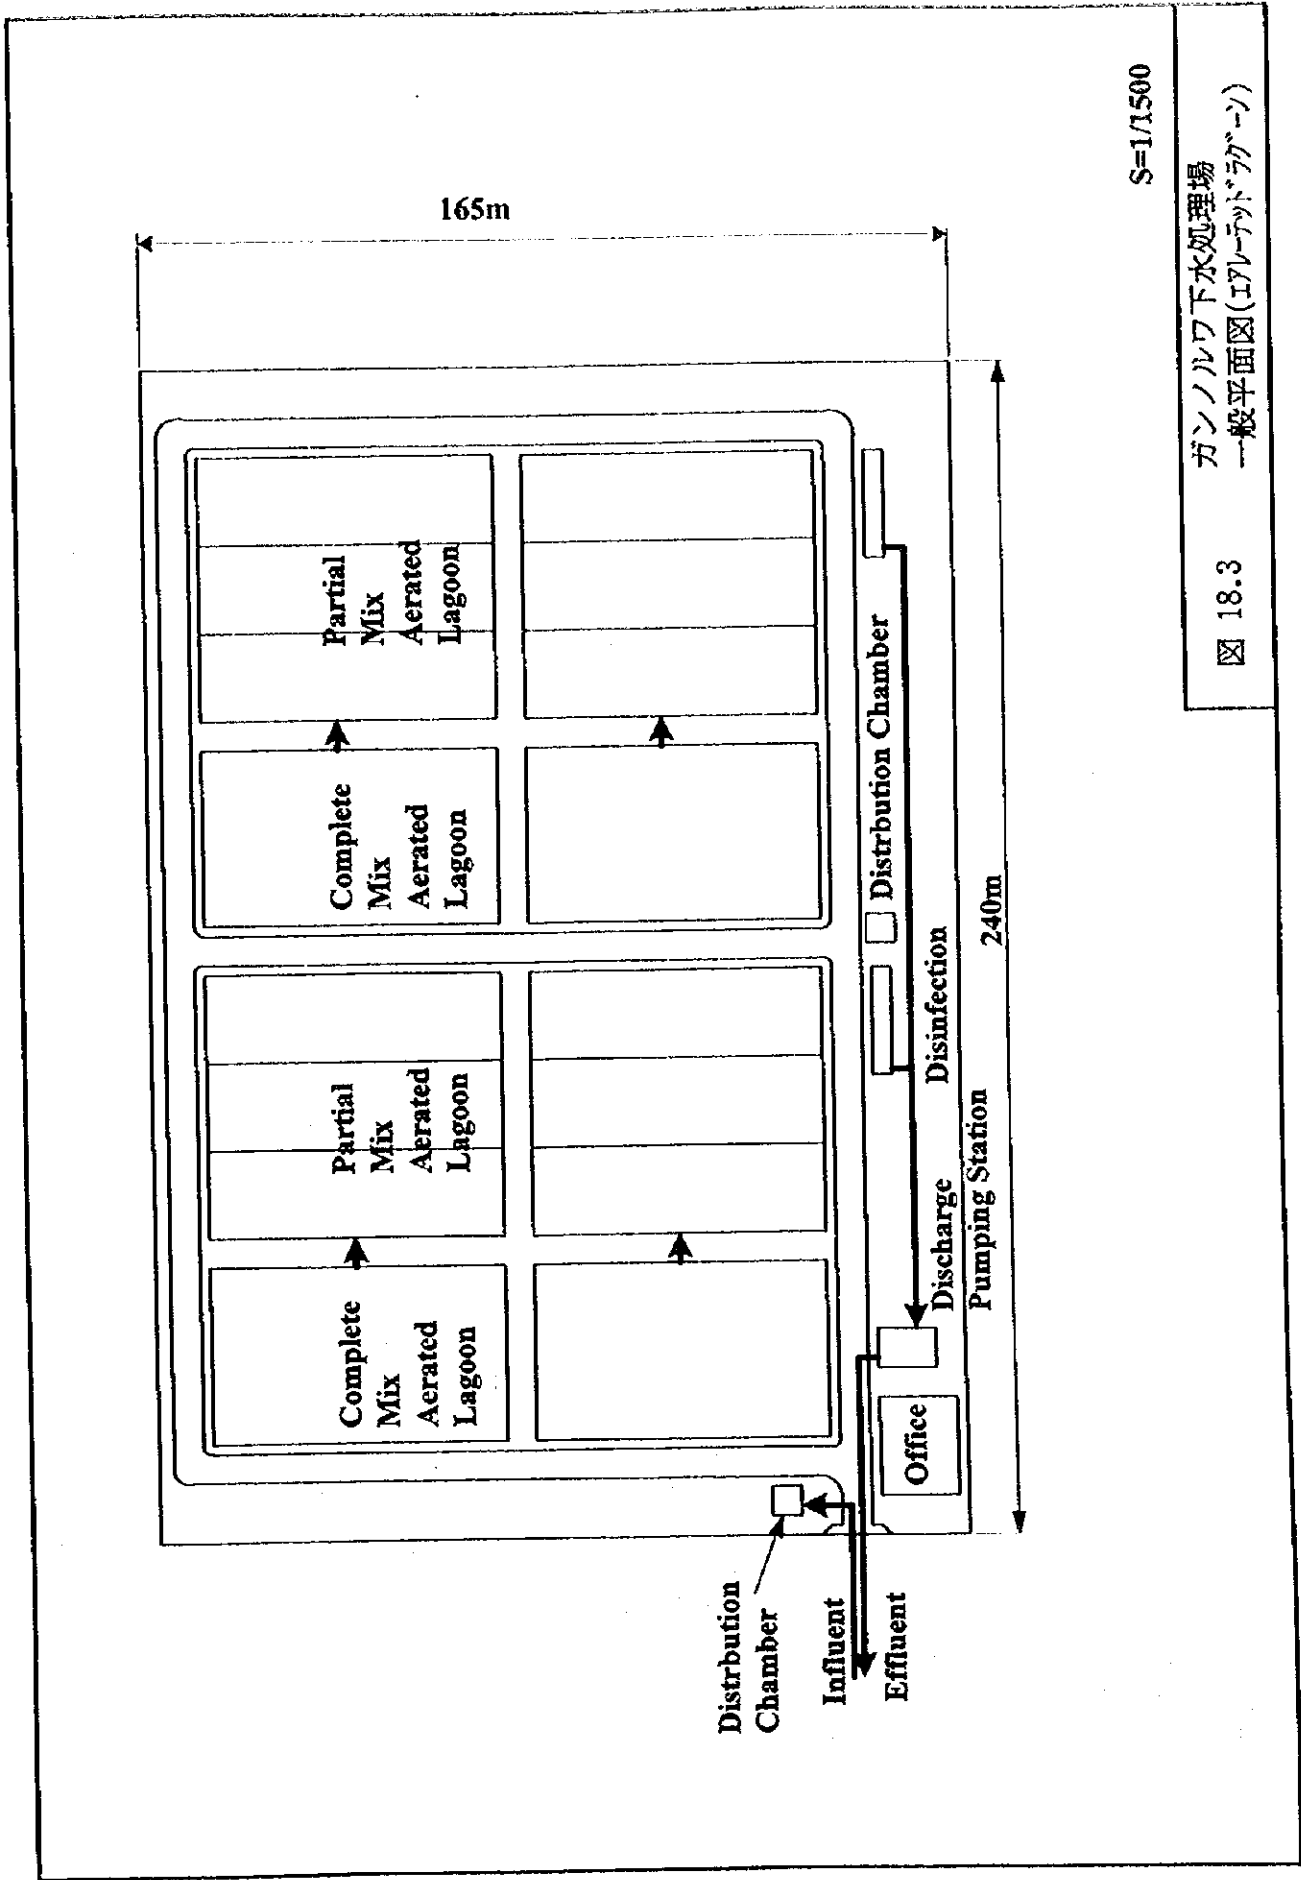 165m
Partial
Mix
Aerated
Lagoon
Complete
Mix
Aerated
Lagoon
Partial
Mix
Aerated
Lagoon
Complete
Mix
Aerated
Lagoon
Distrbution Chamber
Disinfection
Discharge
Pumping Station
240m
Office
Distrbution
Chamber
Influent
Effluent
S=1/1500
図 18.3 ガンノルワ下水処理場
一般平面図(エアレーテッドラグーン)